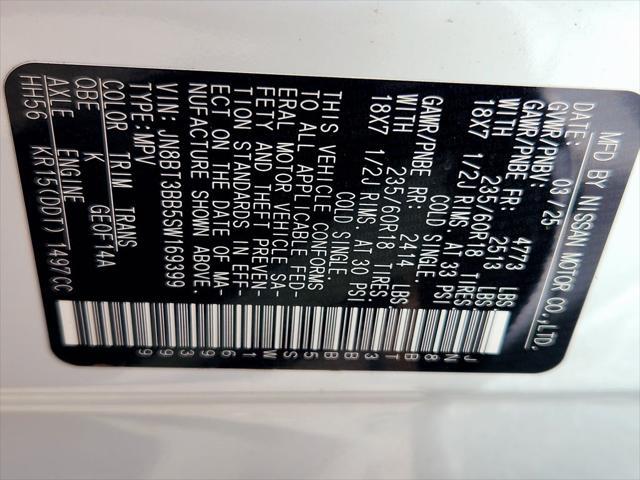 MFD BY NISSAN MOTOR CO.,LTD.
DATE: 03/25
GVWR/PNBV: 4773 LBS
GAWR/PNBE FR: 2513 LBS
WITH 235/60R18 TIRES
18X7 1/2J RIMS. AT 33 PSI
COLD SINGLE
GAWR/PNBE RR: 2411 LBS
WITH 235/60R18 TIRES
18X7 1/2J RIMS. AT 30 PSI
COLD SINGLE
THIS VEHICLE CONFORMS
TO ALL APPLICABLE FED-
ERAL MOTOR VEHICLE SA-
FETY AND THEFT PREVEN-
TION STANDARDS IN EFF-
ECT ON THE DATE OF MA-
NUFACTURE SHOWN ABOVE.
VIN: JN8BT3BB5SW169399
TYPE: MPV
COLOR TRIM TRANS
QBE K GE0F14A
AXLE ENGINE
HH56 KR15(DDT) 1497CC
JN8BT3BB5SW169399